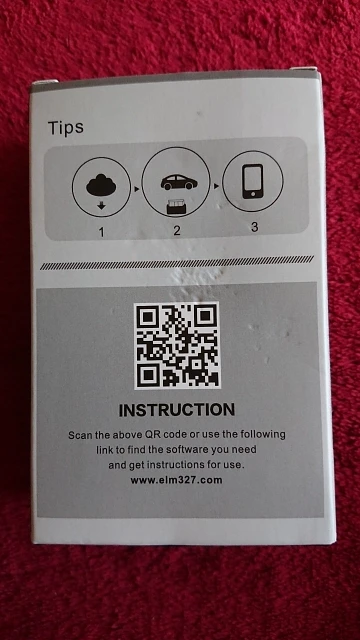 Tips
1 2 3
INSTRUCTION
Scan the above QR code or use the following
link to find the software you need
and get instructions for use.
www.elm327.com